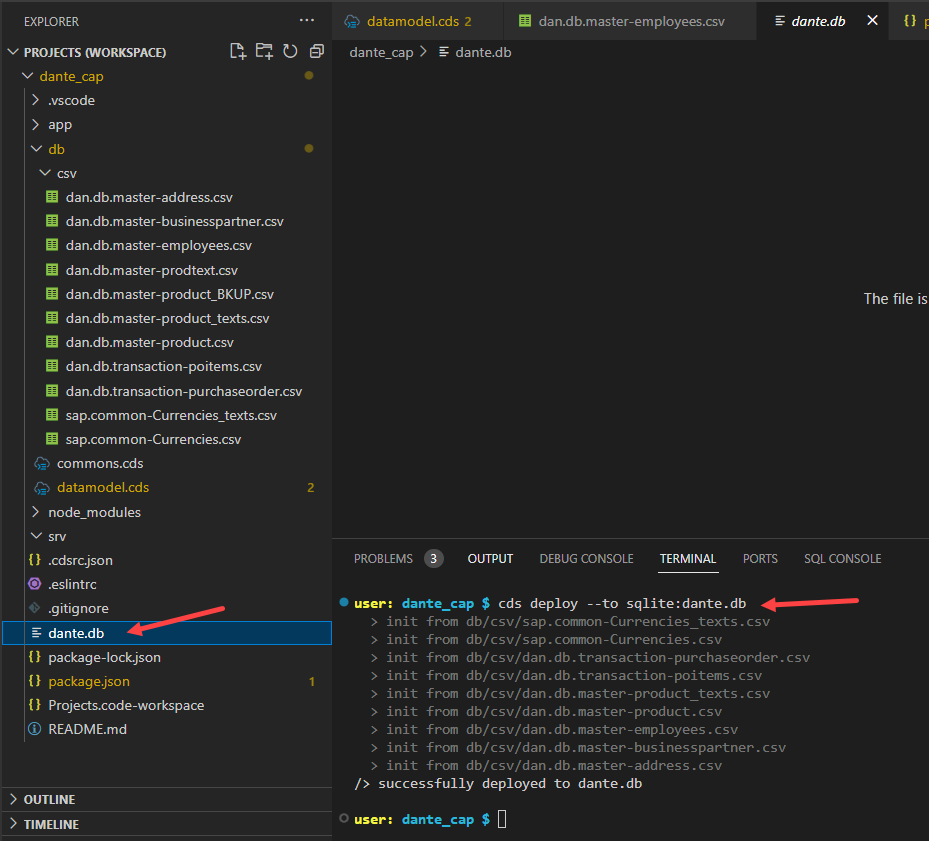 EXPLORER
PROJECTS (WORKSPACE)
dante_cap
.vscode
app
db
csv
dan.db.master-address.csv
dan.db.master-businesspartner.csv
dan.db.master-employees.csv
dan.db.master-prodtext.csv
dan.db.master-product_BKUP.csv
dan.db.master-product_texts.csv
dan.db.master-product.csv
dan.db.transaction-poitems.csv
dan.db.transaction-purchaseorder.csv
sap.common-Currencies_texts.csv
sap.common-Currencies.csv
commons.cds
datamodel.cds 2
node_modules
srv
{} .cdsrc.json
.eslintrc
.gitignore
dante.db
{} package-lock.json
{} package.json 1
{} Projects.code-workspace
README.md
OUTLINE
TIMELINE
datamodel.cds 2 dan.db.master-employees.csv dante.db {} p
dante_cap > dante.db
The file is
PROBLEMS 3 OUTPUT DEBUG CONSOLE TERMINAL PORTS SQL CONSOLE
user: dante_cap $ cds deploy --to sqlite:dante.db
> init from db/csv/sap.common-Currencies_texts.csv
> init from db/csv/sap.common-Currencies.csv
> init from db/csv/dan.db.transaction-purchaseorder.csv
> init from db/csv/dan.db.transaction-poitems.csv
> init from db/csv/dan.db.master-product_texts.csv
> init from db/csv/dan.db.master-product.csv
> init from db/csv/dan.db.master-employees.csv
> init from db/csv/dan.db.master-businesspartner.csv
> init from db/csv/dan.db.master-address.csv
/> successfully deployed to dante.db
user: dante_cap $